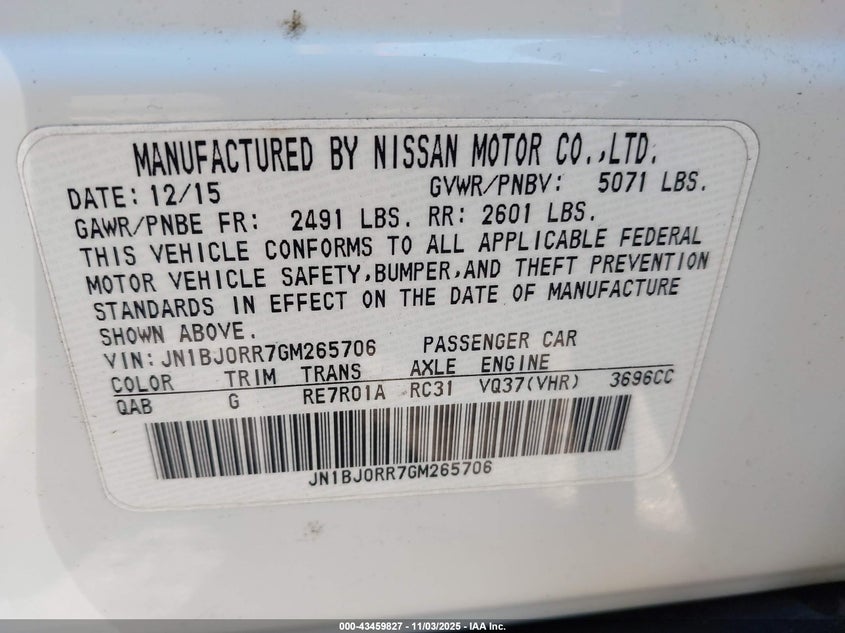 MANUFACTURED BY NISSAN MOTOR CO.,LTD.
DATE: 12/15 GVWR/PNBV: 5071 LBS.
GAWR/PNBE FR: 2491 LBS. RR: 2601 LBS.
THIS VEHICLE CONFORMS TO ALL APPLICABLE FEDERAL
MOTOR VEHICLE SAFETY,BUMPER,AND THEFT PREVENTION
STANDARDS IN EFFECT ON THE DATE OF MANUFACTURE
SHOWN ABOVE.
VIN: JN1BJ0RR7GM265706 PASSENGER CAR
COLOR TRIM TRANS AXLE ENGINE
QAB G RE7R01A RC31 VQ37(VHR) 3696CC
JN1BJ0RR7GM265706
000-43459827 - 11/03/2025 - IAA Inc.